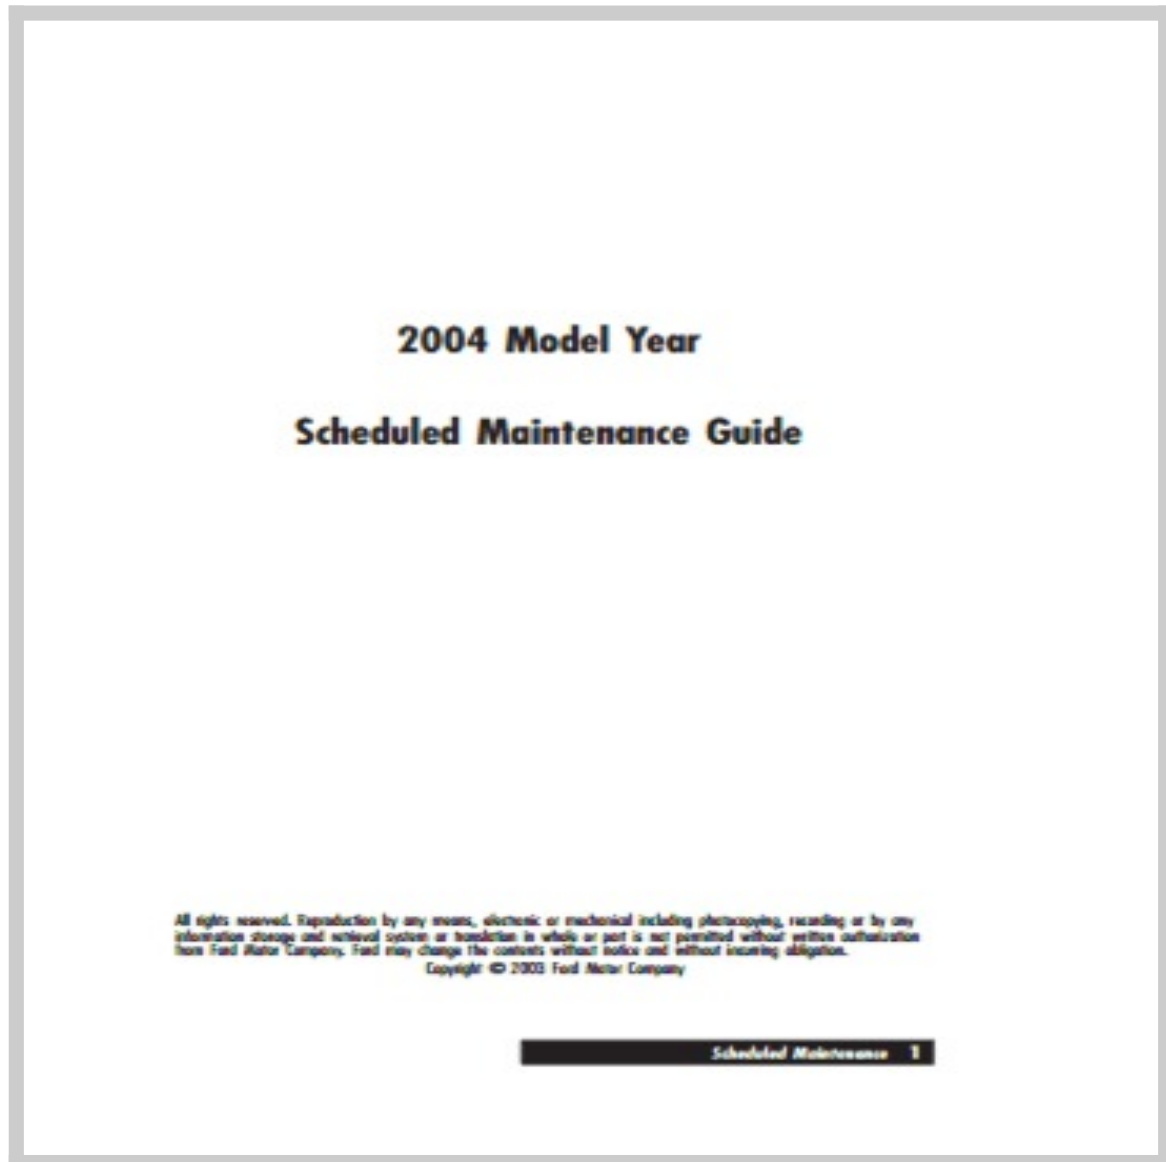 2004 Model Year
Scheduled Maintenance Guide
All rights reserved. Reproduction by any means, electronic or mechanical including photocopying, recording or by any
information storage and retrieval system or translation in whole or part is not permitted without written authorization
from Ford Motor Company. Ford may change the contents without notice and without incurring obligation.
Copyright © 2003 Ford Motor Company
Scheduled Maintenance 1